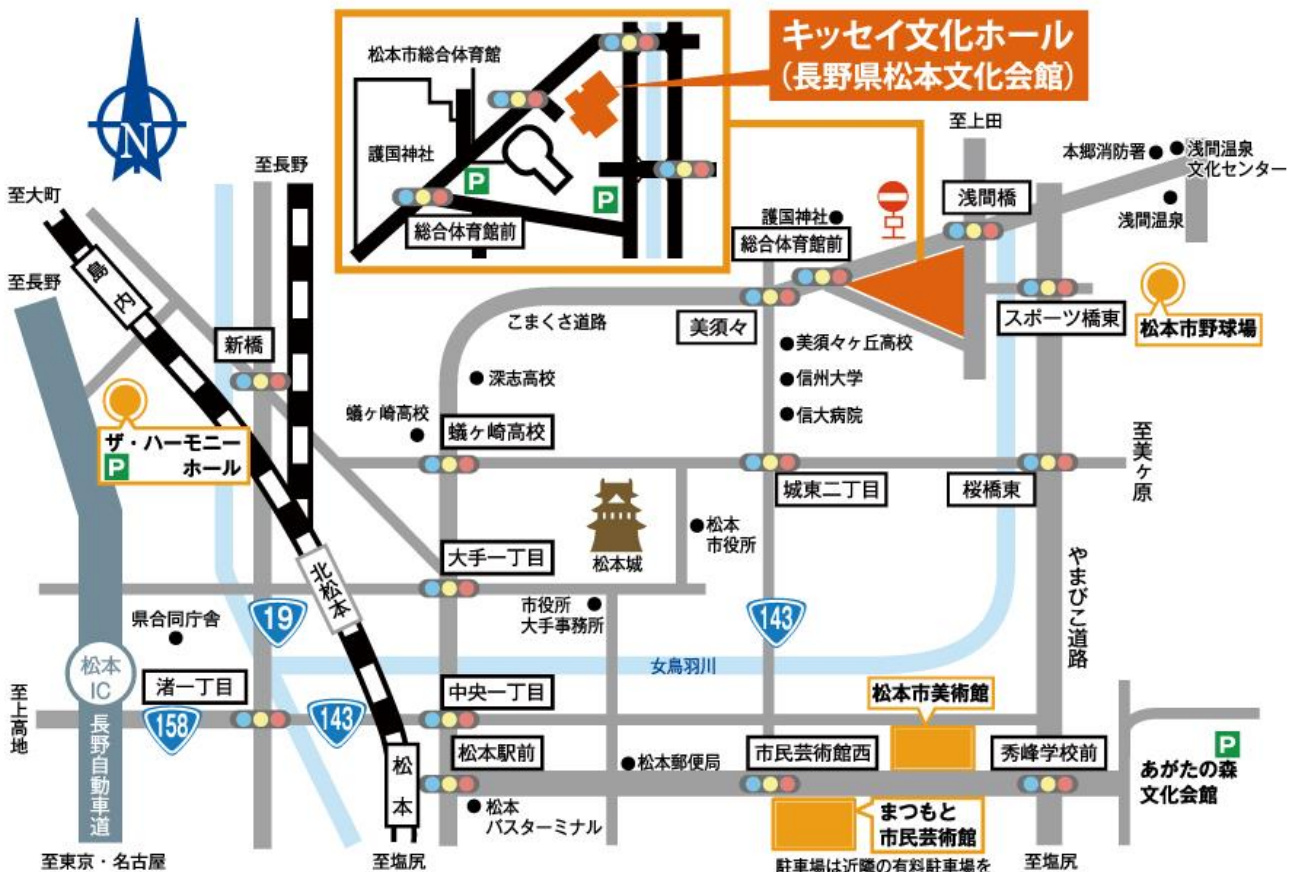 キッセイ文化ホール
(長野県松本文化会館)
松本市総合体育館
護国神社
P
P
総合体育館前
N
至大町
至長野
至長野
島内
新橋
ザ・ハーモニー
P ホール
至上田
本郷消防署
浅間温泉
文化センター
浅間温泉
浅間橋
護国神社
総合体育館前
こまくさ道路
美須々
スポーツ橋東
松本市野球場
美須々ヶ丘高校
信州大学
信大病院
深志高校
蟻ヶ崎高校
蟻ヶ崎高校
城東二丁目
桜橋東
至美ヶ原
松本城
松本
市役所
大手一丁目
北松本
市役所
大手事務所
143
やまびこ道路
県合同庁舎
19
女鳥羽川
松本
IC
渚一丁目
158
143
中央一丁目
至上高地
長野自動車道
松本市美術館
松本
松本駅前
松本郵便局
市民芸術館西
秀峰学校前
P
あがたの森
文化会館
松本
バスターミナル
まつもと
市民芸術館
至東京・名古屋
至塩尻
駐車場は近隣の有料駐車場を
至塩尻